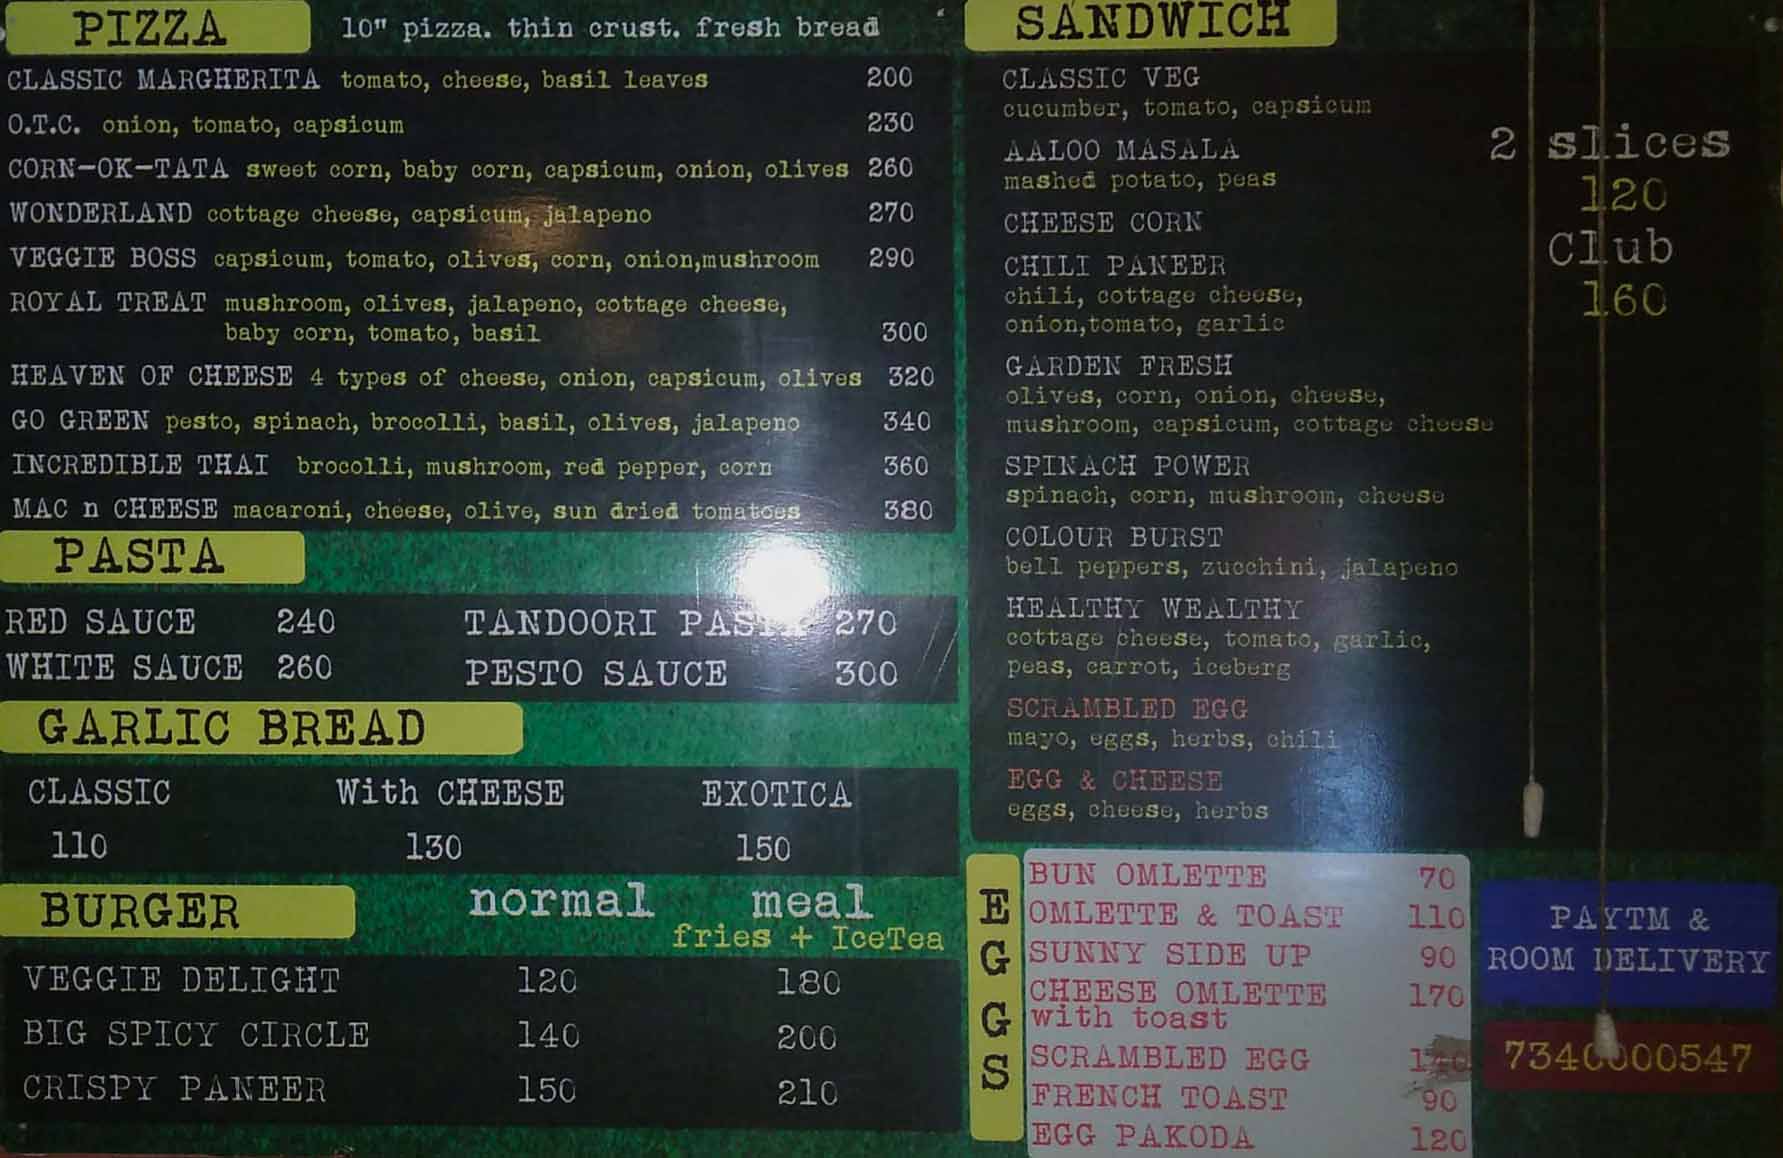 PIZZA
10" pizza. thin crust. fresh bread
CLASSIC MARGHERITA tomato, cheese, basil leaves 200
O.T.C. onion, tomato, capsicum 230
CORN-OK-TATA sweet corn, baby corn, capsicum, onion, olives 260
WONDERLAND cottage cheese, capsicum, jalapeno 270
VEGGIE BOSS capsicum, tomato, olives, corn, onion,mushroom 290
ROYAL TREAT mushroom, olives, jalapeno, cottage cheese,
baby corn, tomato, basil 300
HEAVEN OF CHEESE 4 types of cheese, onion, capsicum, olives 320
GO GREEN pesto, spinach, brocolli, basil, olives, jalapeno 340
INCREDIBLE THAI brocolli, mushroom, red pepper, corn 360
MAC n CHEESE macaroni, cheese, olive, sun dried tomatoes 380
PASTA
RED SAUCE 240 TANDOORI PASTA 270
WHITE SAUCE 260 PESTO SAUCE 300
GARLIC BREAD
CLASSIC With CHEESE EXOTICA
110 130 150
BURGER normal meal
fries + IceTea
VEGGIE DELIGHT 120 180
BIG SPICY CIRCLE 140 200
CRISPY PANEER 150 210
SANDWICH
CLASSIC VEG
cucumber, tomato, capsicum
AALOO MASALA
mashed potato, peas
CHEESE CORN
CHILI PANEER
chili, cottage cheese,
onion,tomato, garlic
GARDEN FRESH
olives, corn, onion, cheese,
mushroom, capsicum, cottage cheese
SPINACH POWER
spinach, corn, mushroom, cheese
COLOUR BURST
bell peppers, zucchini, jalapeno
HEALTHY WEALTHY
cottage cheese, tomato, garlic,
peas, carrot, iceberg
SCRAMBLED EGG
mayo, eggs, herbs, chili
EGG & CHEESE
eggs, cheese, herbs
2 slices
120
Club
160
EGGS
BUN OMLETTE 70
OMLETTE & TOAST 110
SUNNY SIDE UP 90
CHEESE OMLETTE 170
with toast
SCRAMBLED EGG
FRENCH TOAST 90
EGG PAKODA 120
PAYTM &
ROOM DELIVERY
7340000547